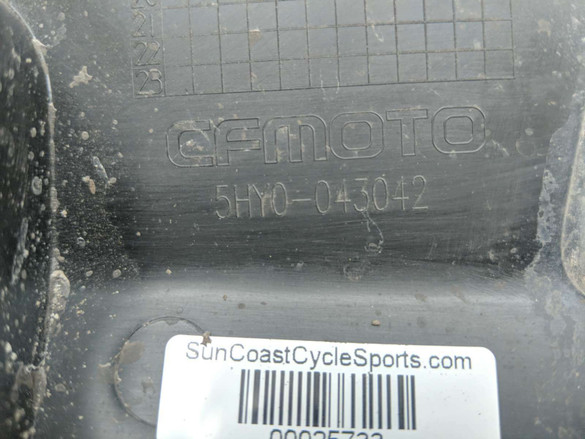 21
22
23
CFMOTO
5HY0-043042
SunCoastCycleSports.com